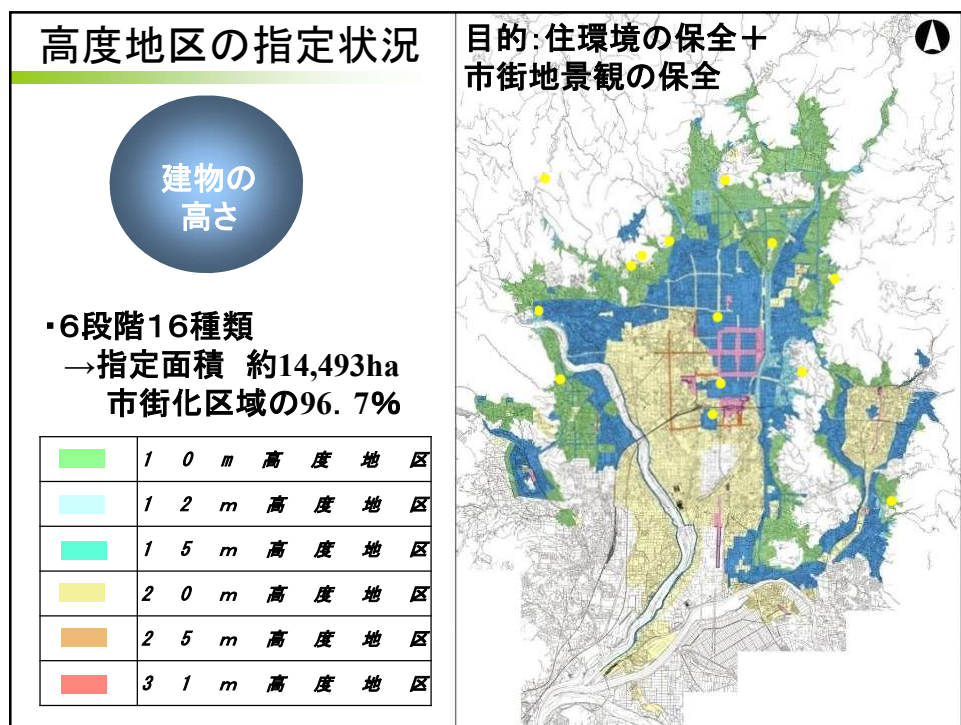 高度地区の指定状況
建物の
高さ
・6段階16種類
→指定面積 約14,493ha
市街化区域の96．7%
10m高度地区
12m高度地区
15m高度地区
20m高度地区
25m高度地区
31m高度地区
目的:住環境の保全＋
市街地景観の保全